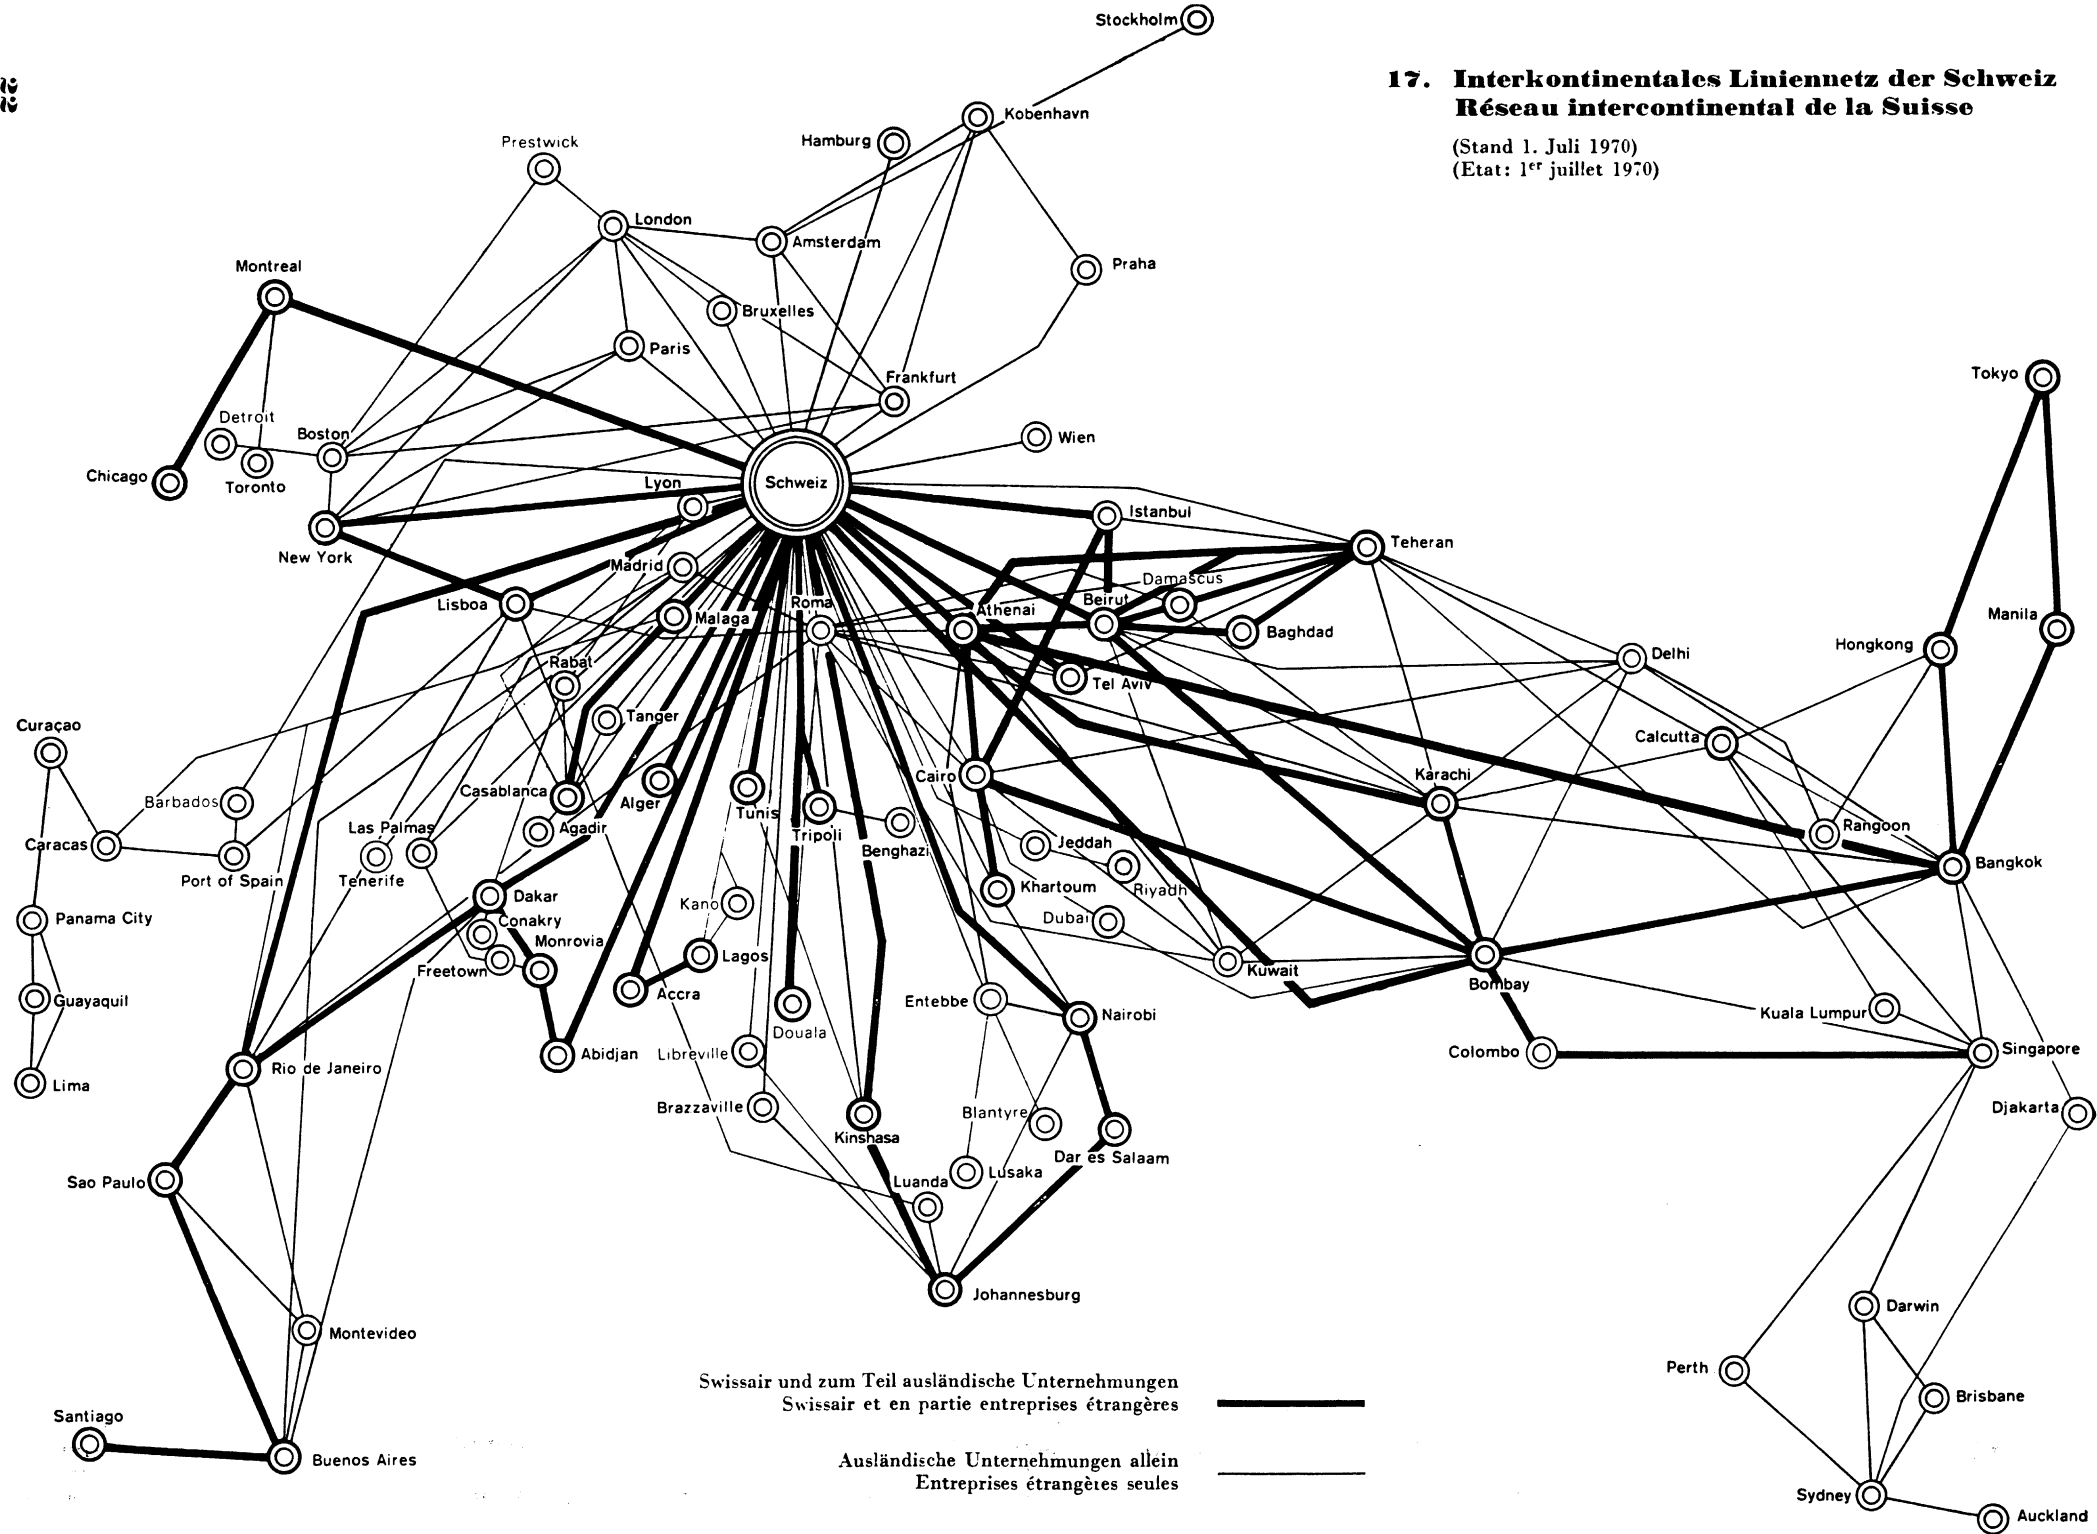 22
17. Interkontinentales Liniennetz der Schweiz
Réseau intercontinental de la Suisse
(Stand 1. Juli 1970)
(Etat: 1er juillet 1970)
Stockholm
Kobenhavn
Hamburg
Prestwick
London
Amsterdam
Praha
Montreal
Bruxelles
Paris
Frankfurt
Tokyo
Detroit
Boston
Wien
Chicago
Toronto
Lyon
Schweiz
Istanbul
New York
Teheran
Madrid
Damascus
Lisboa
Malaga
Roma
Athenai
Beirut
Baghdad
Manila
Hongkong
Delhi
Rabat
Tel Aviv
Tanger
Curaçao
Calcutta
Cairo
Karachi
Barbados
Casablanca
Alger
Tunis
Tripoli
Benghazi
Las Palmas
Agadir
Rangoon
Caracas
Jeddah
Bangkok
Port of Spain
Tenerife
Riyadh
Khartoum
Dakar
Kano
Dubai
Panama City
Conakry
Monrovia
Lagos
Freetown
Kuwait
Bombay
Guayaquil
Accra
Entebbe
Nairobi
Kuala Lumpur
Douala
Abidjan
Libreville
Colombo
Singapore
Rio de Janeiro
Lima
Brazzaville
Kinshasa
Blantyre
Djakarta
Dar es Salaam
Sao Paulo
Luanda
Lusaka
Johannesburg
Darwin
Montevideo
Perth
Brisbane
Swissair und zum Teil ausländische Unternehmungen
Swissair et en partie entreprises étrangères
Santiago
Buenos Aires
Ausländische Unternehmungen allein
Entreprises étrangères seules
Sydney
Auckland